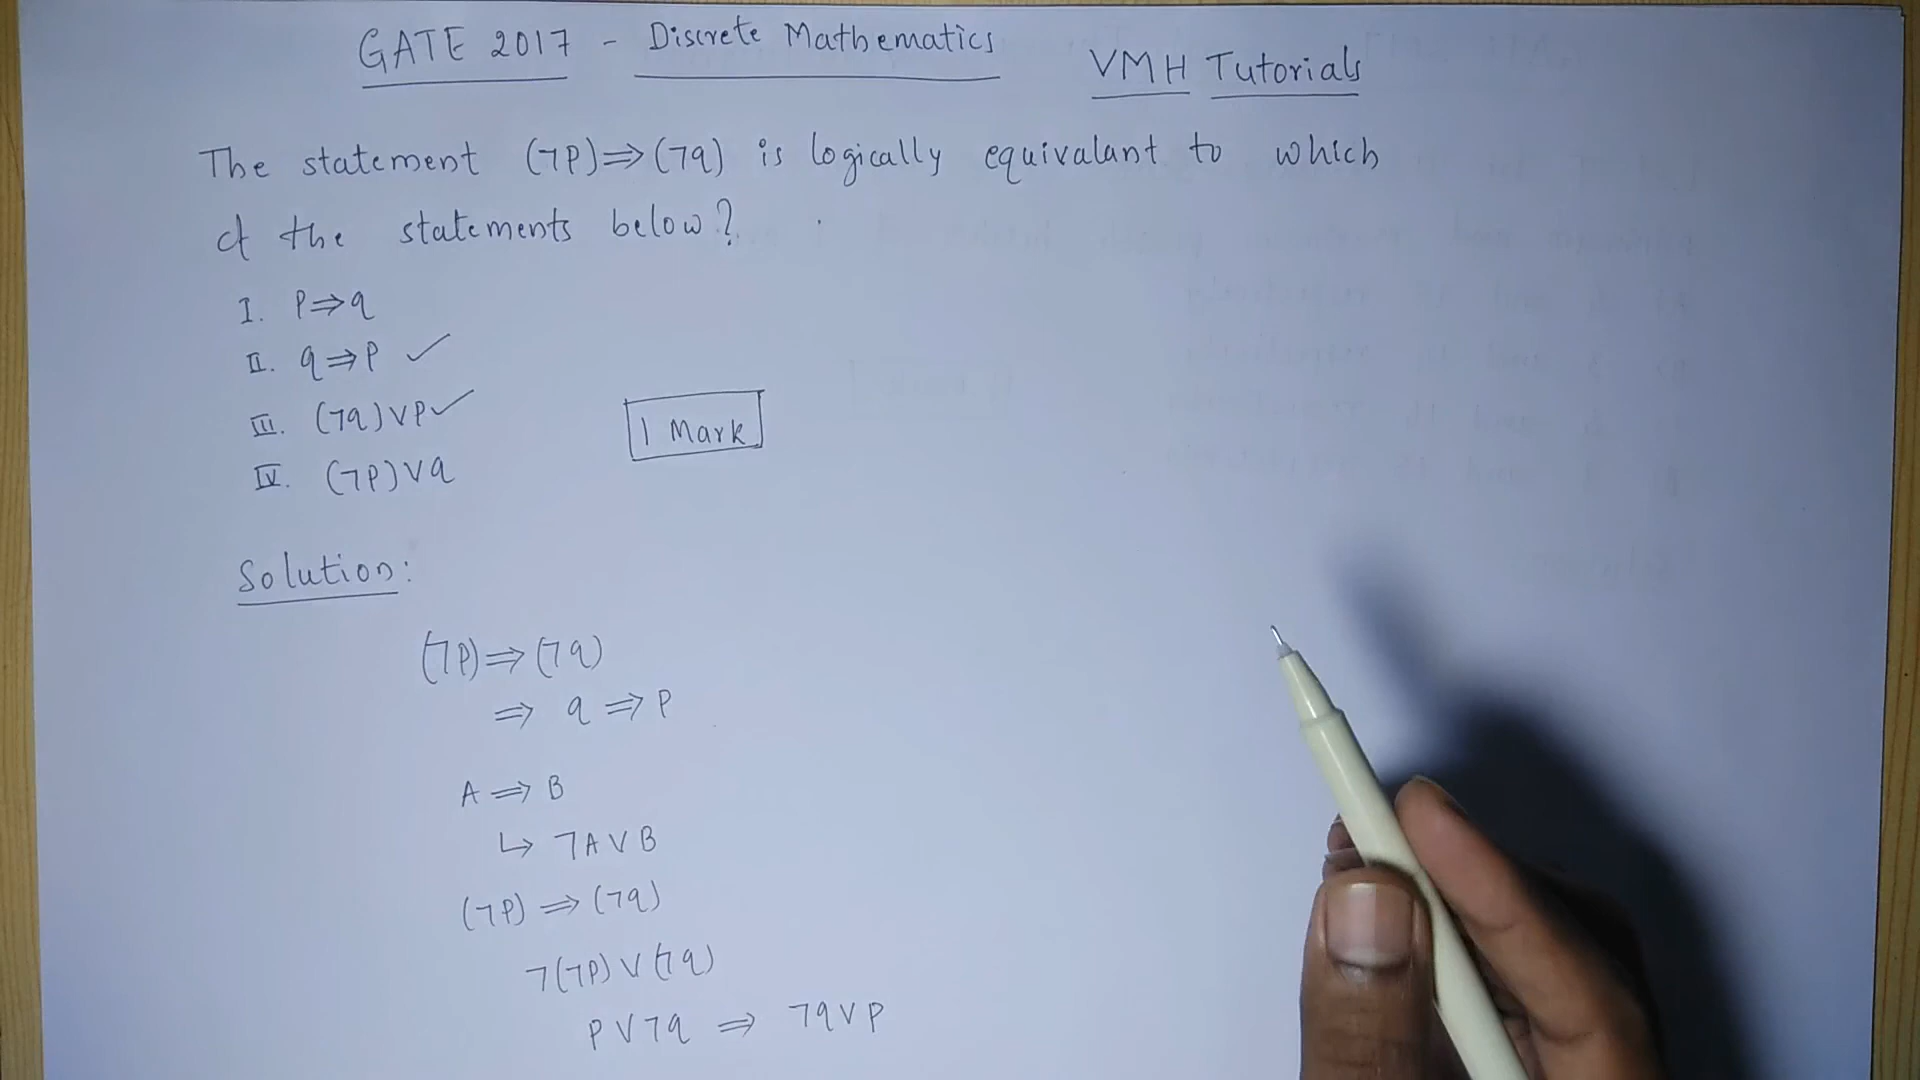 GATE 2017 - Discrete Mathematics
VMH Tutorials
The statement (¬P)⇒(¬q) is logically equivalant to which
of the statements below?
I. P⇒q
II. q⇒P ✓
III. (¬q)∨P✓
IV. (¬P)∨q
1 Mark
Solution:
(¬P)⇒(¬q)
⇒ q⇒P
A⇒B
↳ ¬A∨B
(¬P)⇒(¬q)
¬(¬P)∨(¬q)
P∨¬q ⇒ ¬q∨P